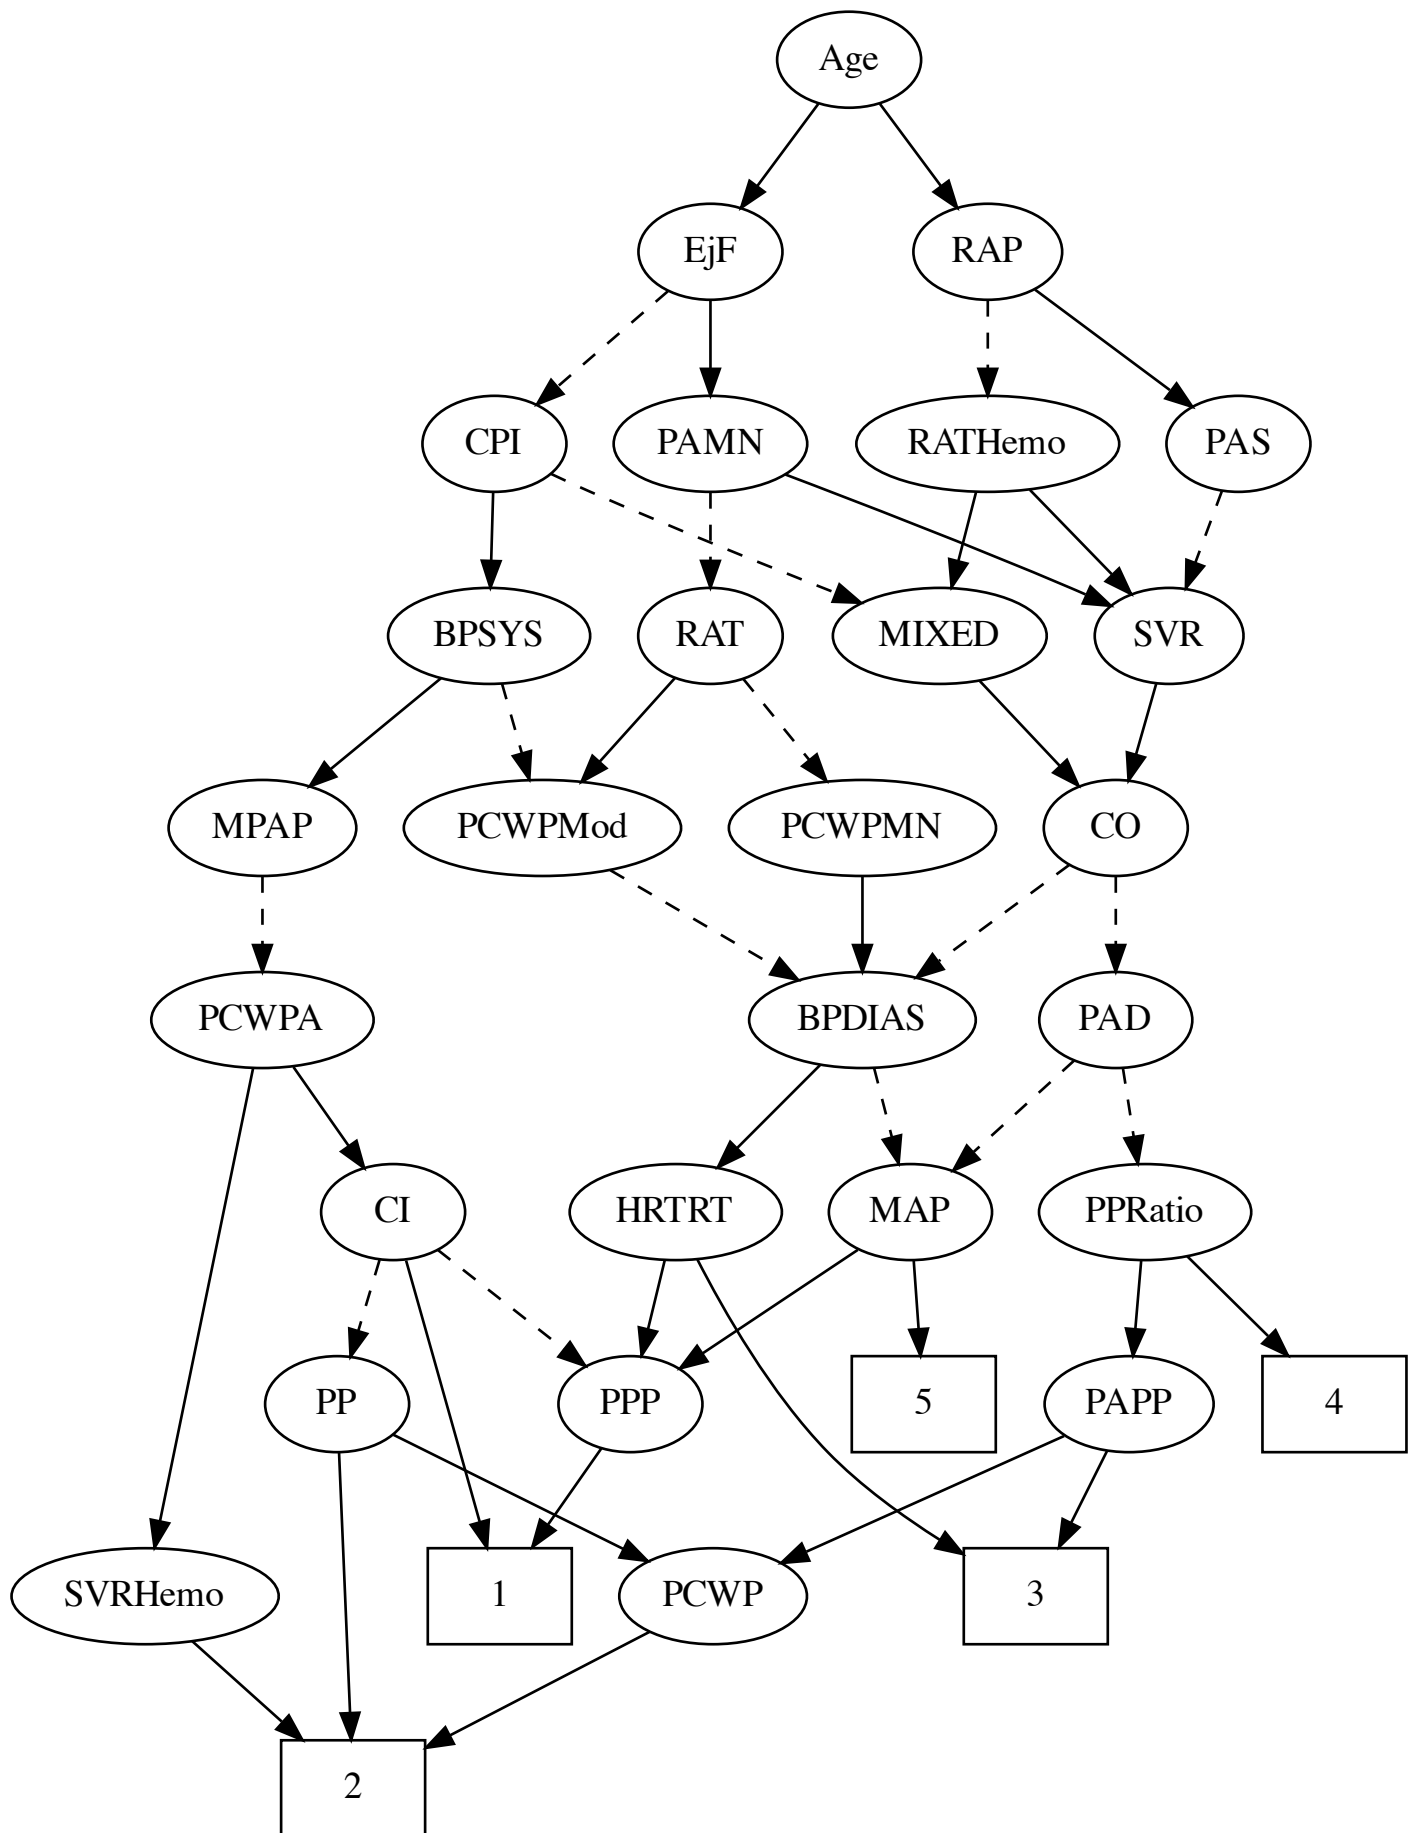 Age
EjF
RAP
CPI
PAMN
RATHemo
PAS
BPSYS
RAT
MIXED
SVR
MPAP
PCWPMod
PCWPMN
CO
PCWPA
BPDIAS
PAD
CI
HRTRT
MAP
PPRatio
PP
PPP
5
PAPP
4
SVRHemo
1
PCWP
3
2